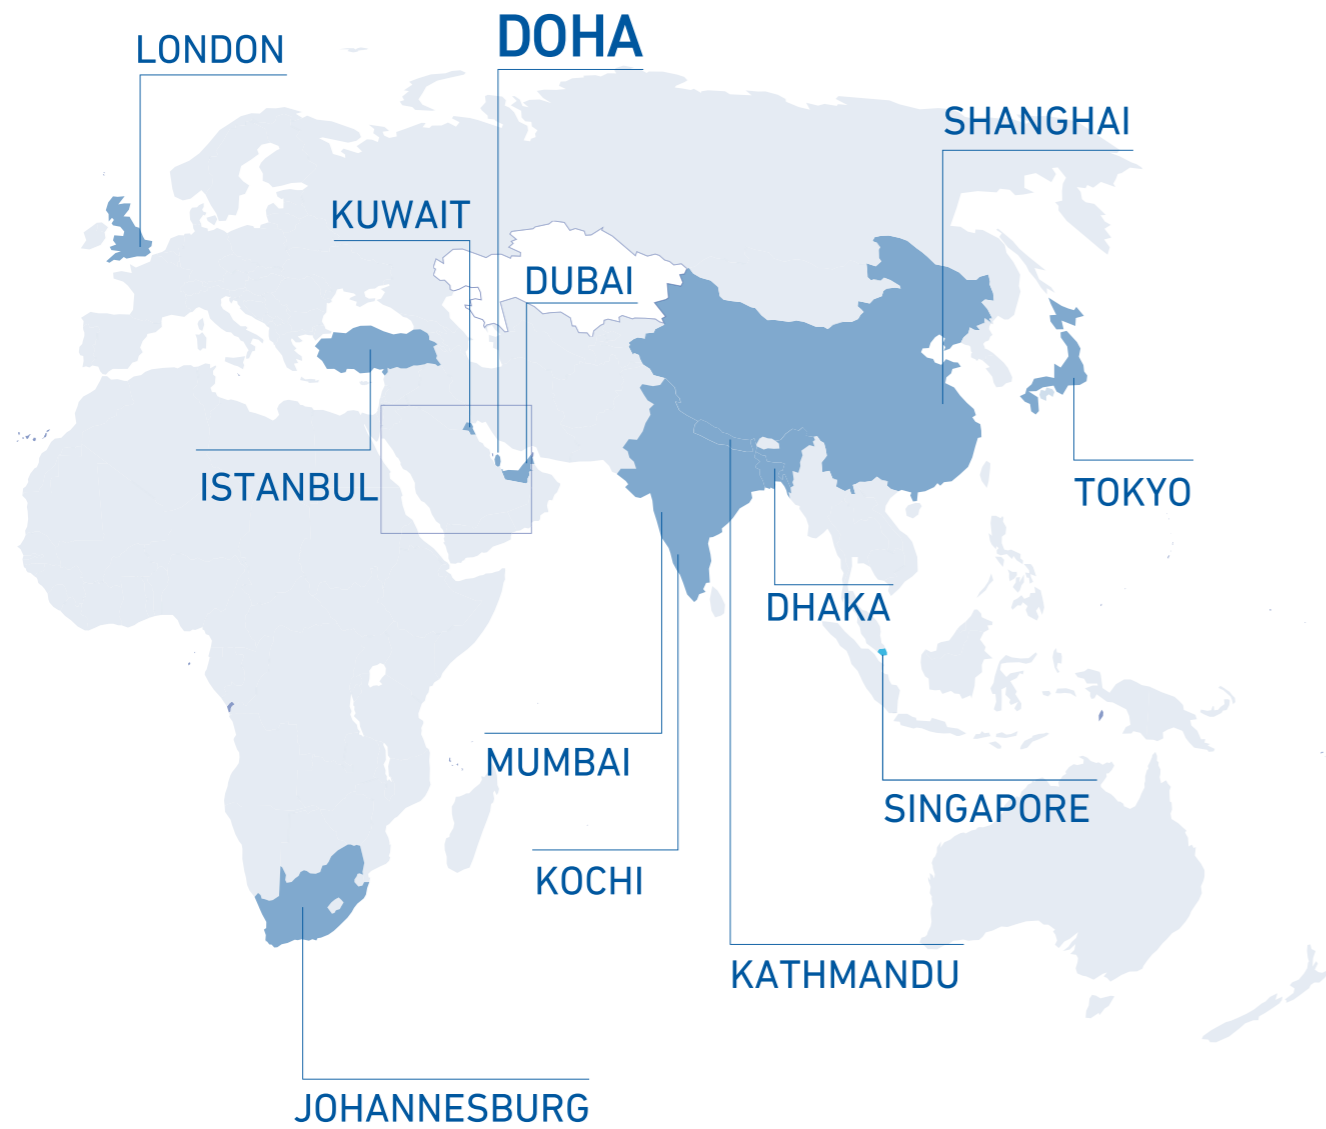 DOHA
LONDON
SHANGHAI
KUWAIT
DUBAI
ISTANBUL
TOKYO
DHAKA
MUMBAI
SINGAPORE
KOCHI
KATHMANDU
JOHANNESBURG